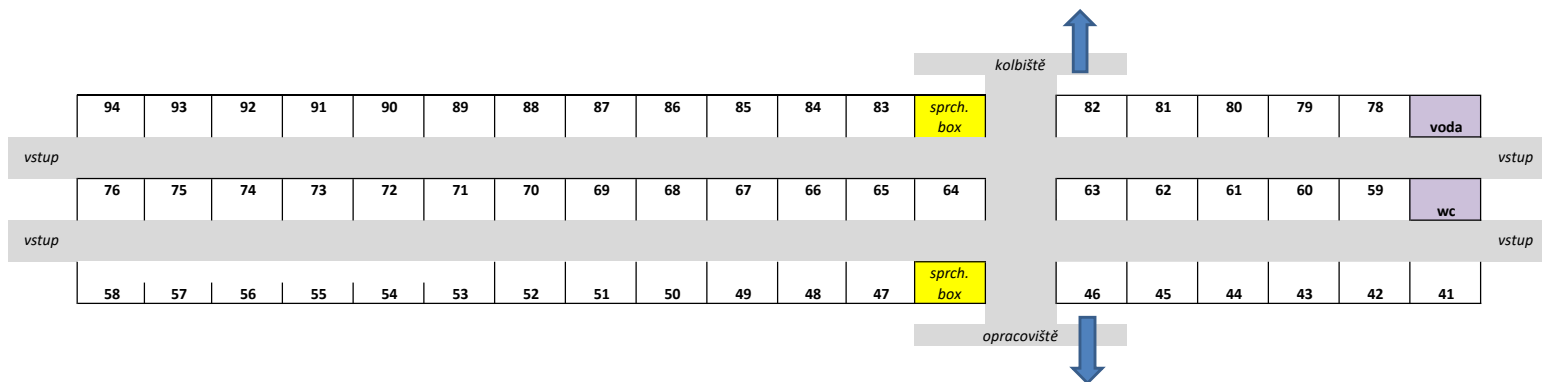 kolbiště
94 93 92 91 90 89 88 87 86 85 84 83 sprch. 82 81 80 79 78
box voda
vstup vstup
76 75 74 73 72 71 70 69 68 67 66 65 64 63 62 61 60 59
wc
vstup vstup
sprch.
58 57 56 55 54 53 52 51 50 49 48 47 box 46 45 44 43 42 41
opracoviště